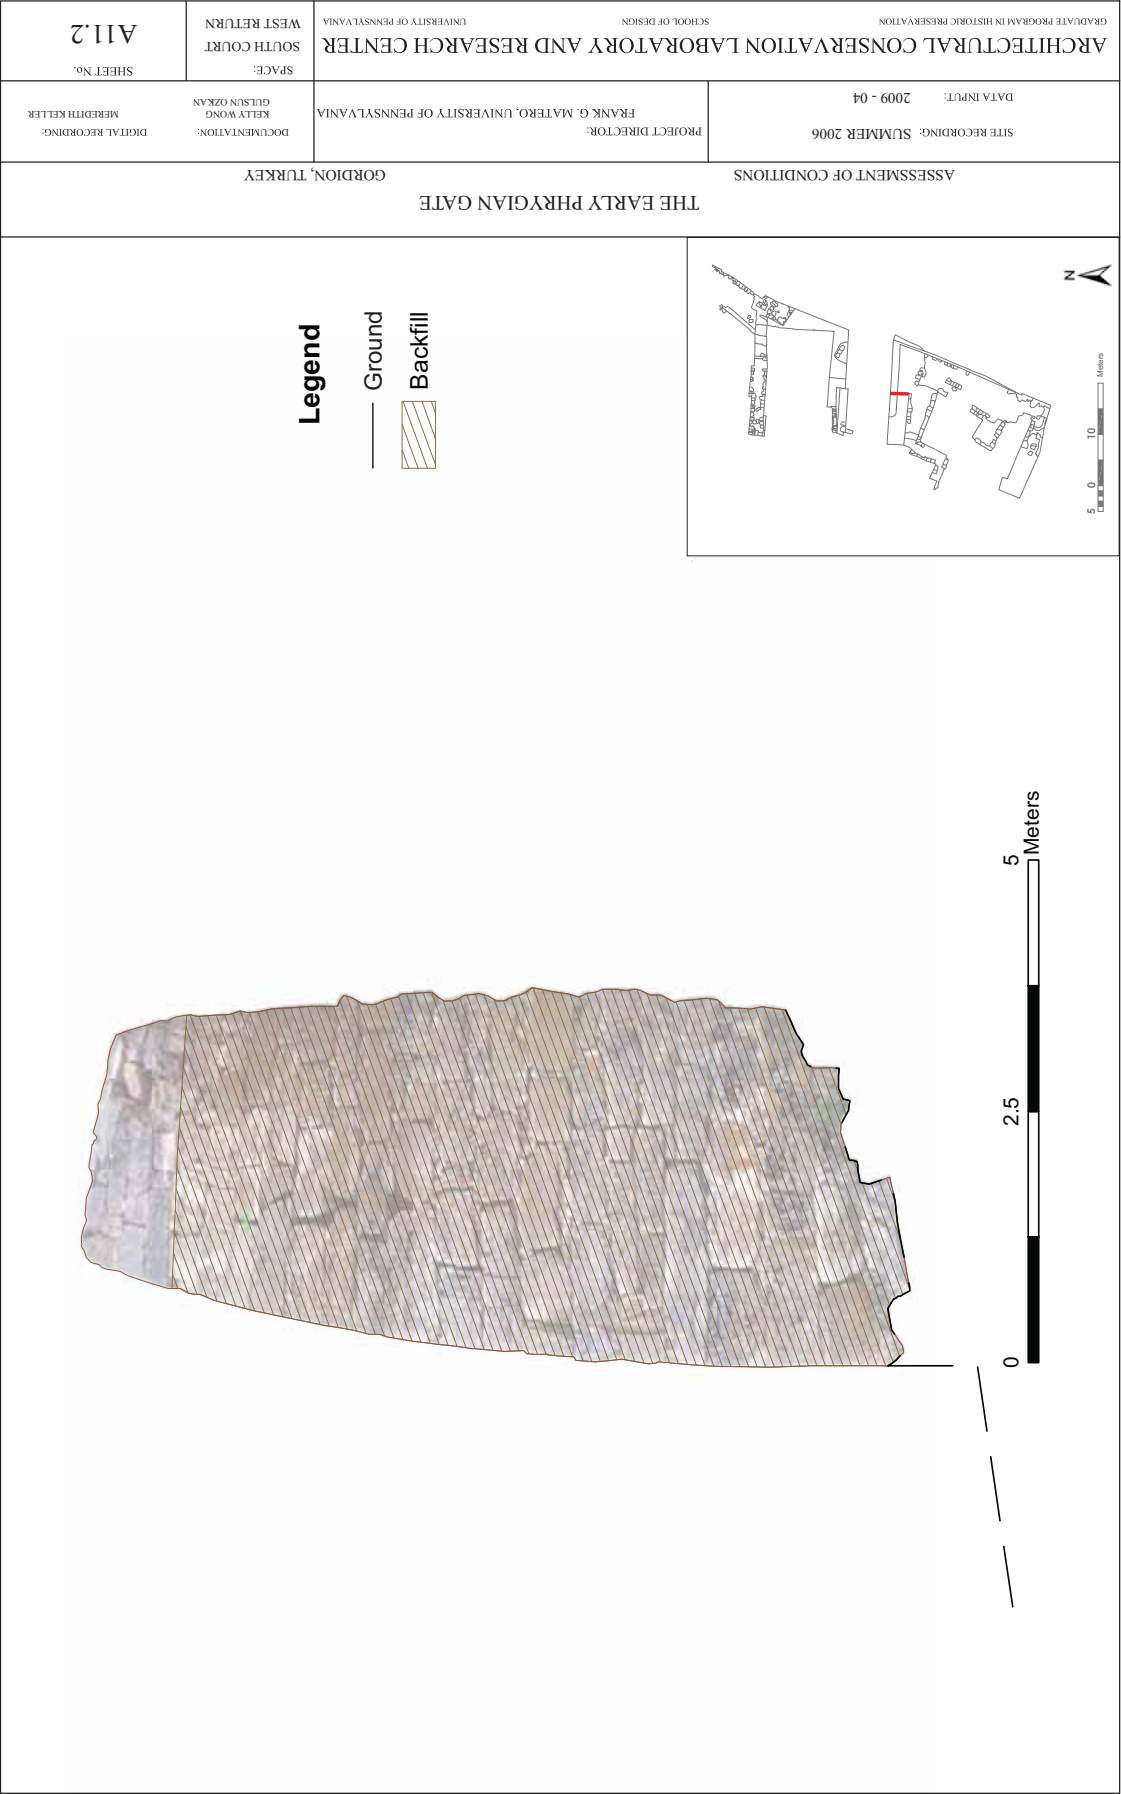 THE EARLY PHRYGIAN GATE
ASSESSMENT OF CONDITIONS
GORDION, TURKEY
SITE RECORDING: SUMMER 2006
DATA INPUT: 2009 - 04
PROJECT DIRECTOR:
FRANK G. MATERO, UNIVERSITY OF PENNSYLVANIA
DOCUMENTATION:
KELLY WONG
GULSUN OZKAN
DIGITAL RECORDING:
MEREDITH KELLER
ARCHITECTURAL CONSERVATION LABORATORY AND RESEARCH CENTER
GRADUATE PROGRAM IN HISTORIC PRESERVATION
SCHOOL OF DESIGN
UNIVERSITY OF PENNSYLVANIA
SPACE:
SOUTH COURT
WEST RETURN
SHEET No.
A11.2
Legend
Ground
Backfill
N
5 0 10
Meters
0 2.5 5
Meters